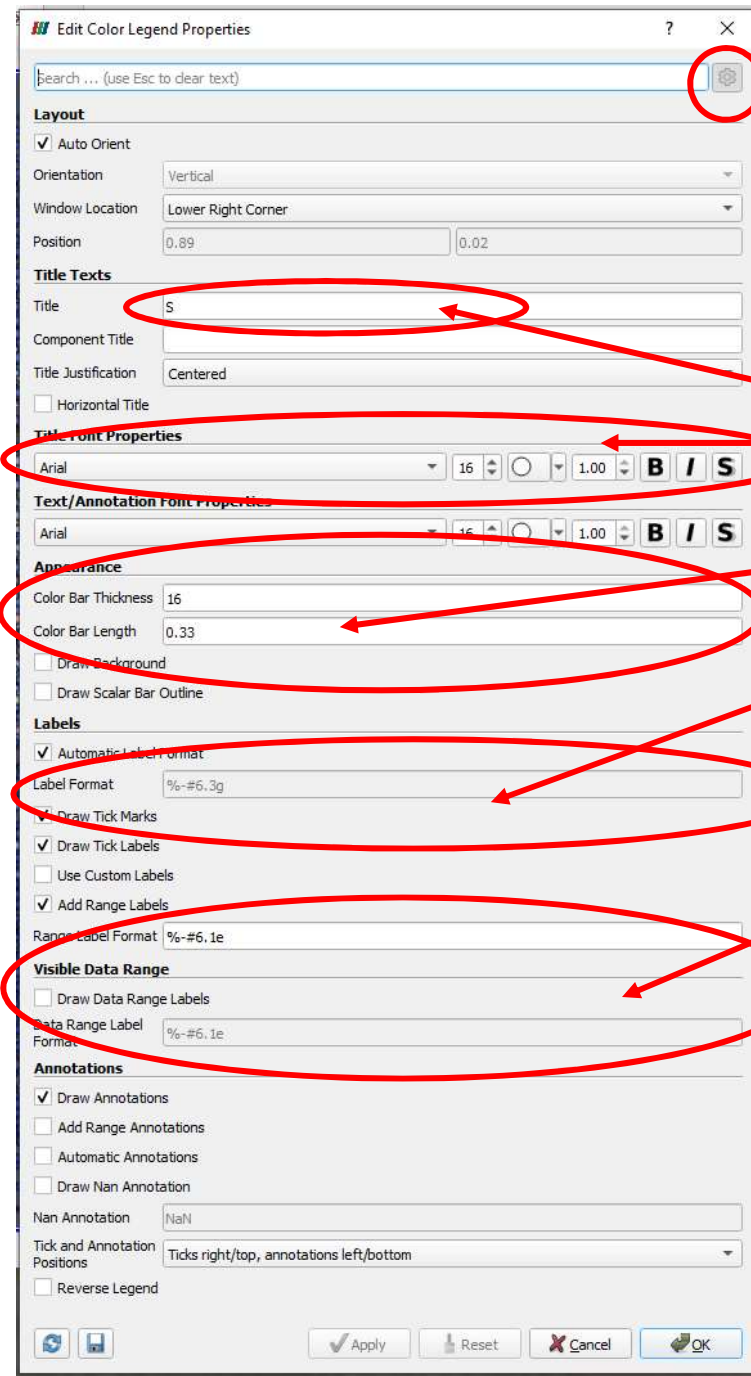 Edit Color Legend Properties ? ×
Search ... (use Esc to clear text)
Layout
Auto Orient
Orientation Vertical
Window Location Lower Right Corner
Position 0.89 0.02
Title Texts
Title S
Component Title
Title Justification Centered
Horizontal Title
Title Font Properties
Arial 16 1.00 B I S
Text/Annotation Font Properties
Arial 16 1.00 B I S
Appearance
Color Bar Thickness 16
Color Bar Length 0.33
Draw Background
Draw Scalar Bar Outline
Labels
Automatic Label Format
Label Format %-#6.3g
Draw Tick Marks
Draw Tick Labels
Use Custom Labels
Add Range Labels
Range Label Format %-#6.1e
Visible Data Range
Draw Data Range Labels
Data Range Label
Format %-#6.1e
Annotations
Draw Annotations
Add Range Annotations
Automatic Annotations
Draw Nan Annotation
Nan Annotation NaN
Tick and Annotation
Positions Ticks right/top, annotations left/bottom
Reverse Legend
Apply Reset Cancel OK